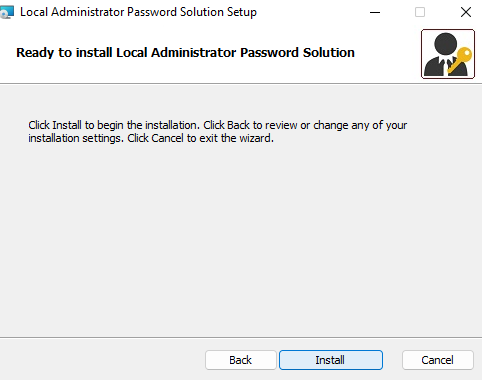 Local Administrator Password Solution Setup
Ready to install Local Administrator Password Solution
Click Install to begin the installation. Click Back to review or change any of your
installation settings. Click Cancel to exit the wizard.
Back Install Cancel